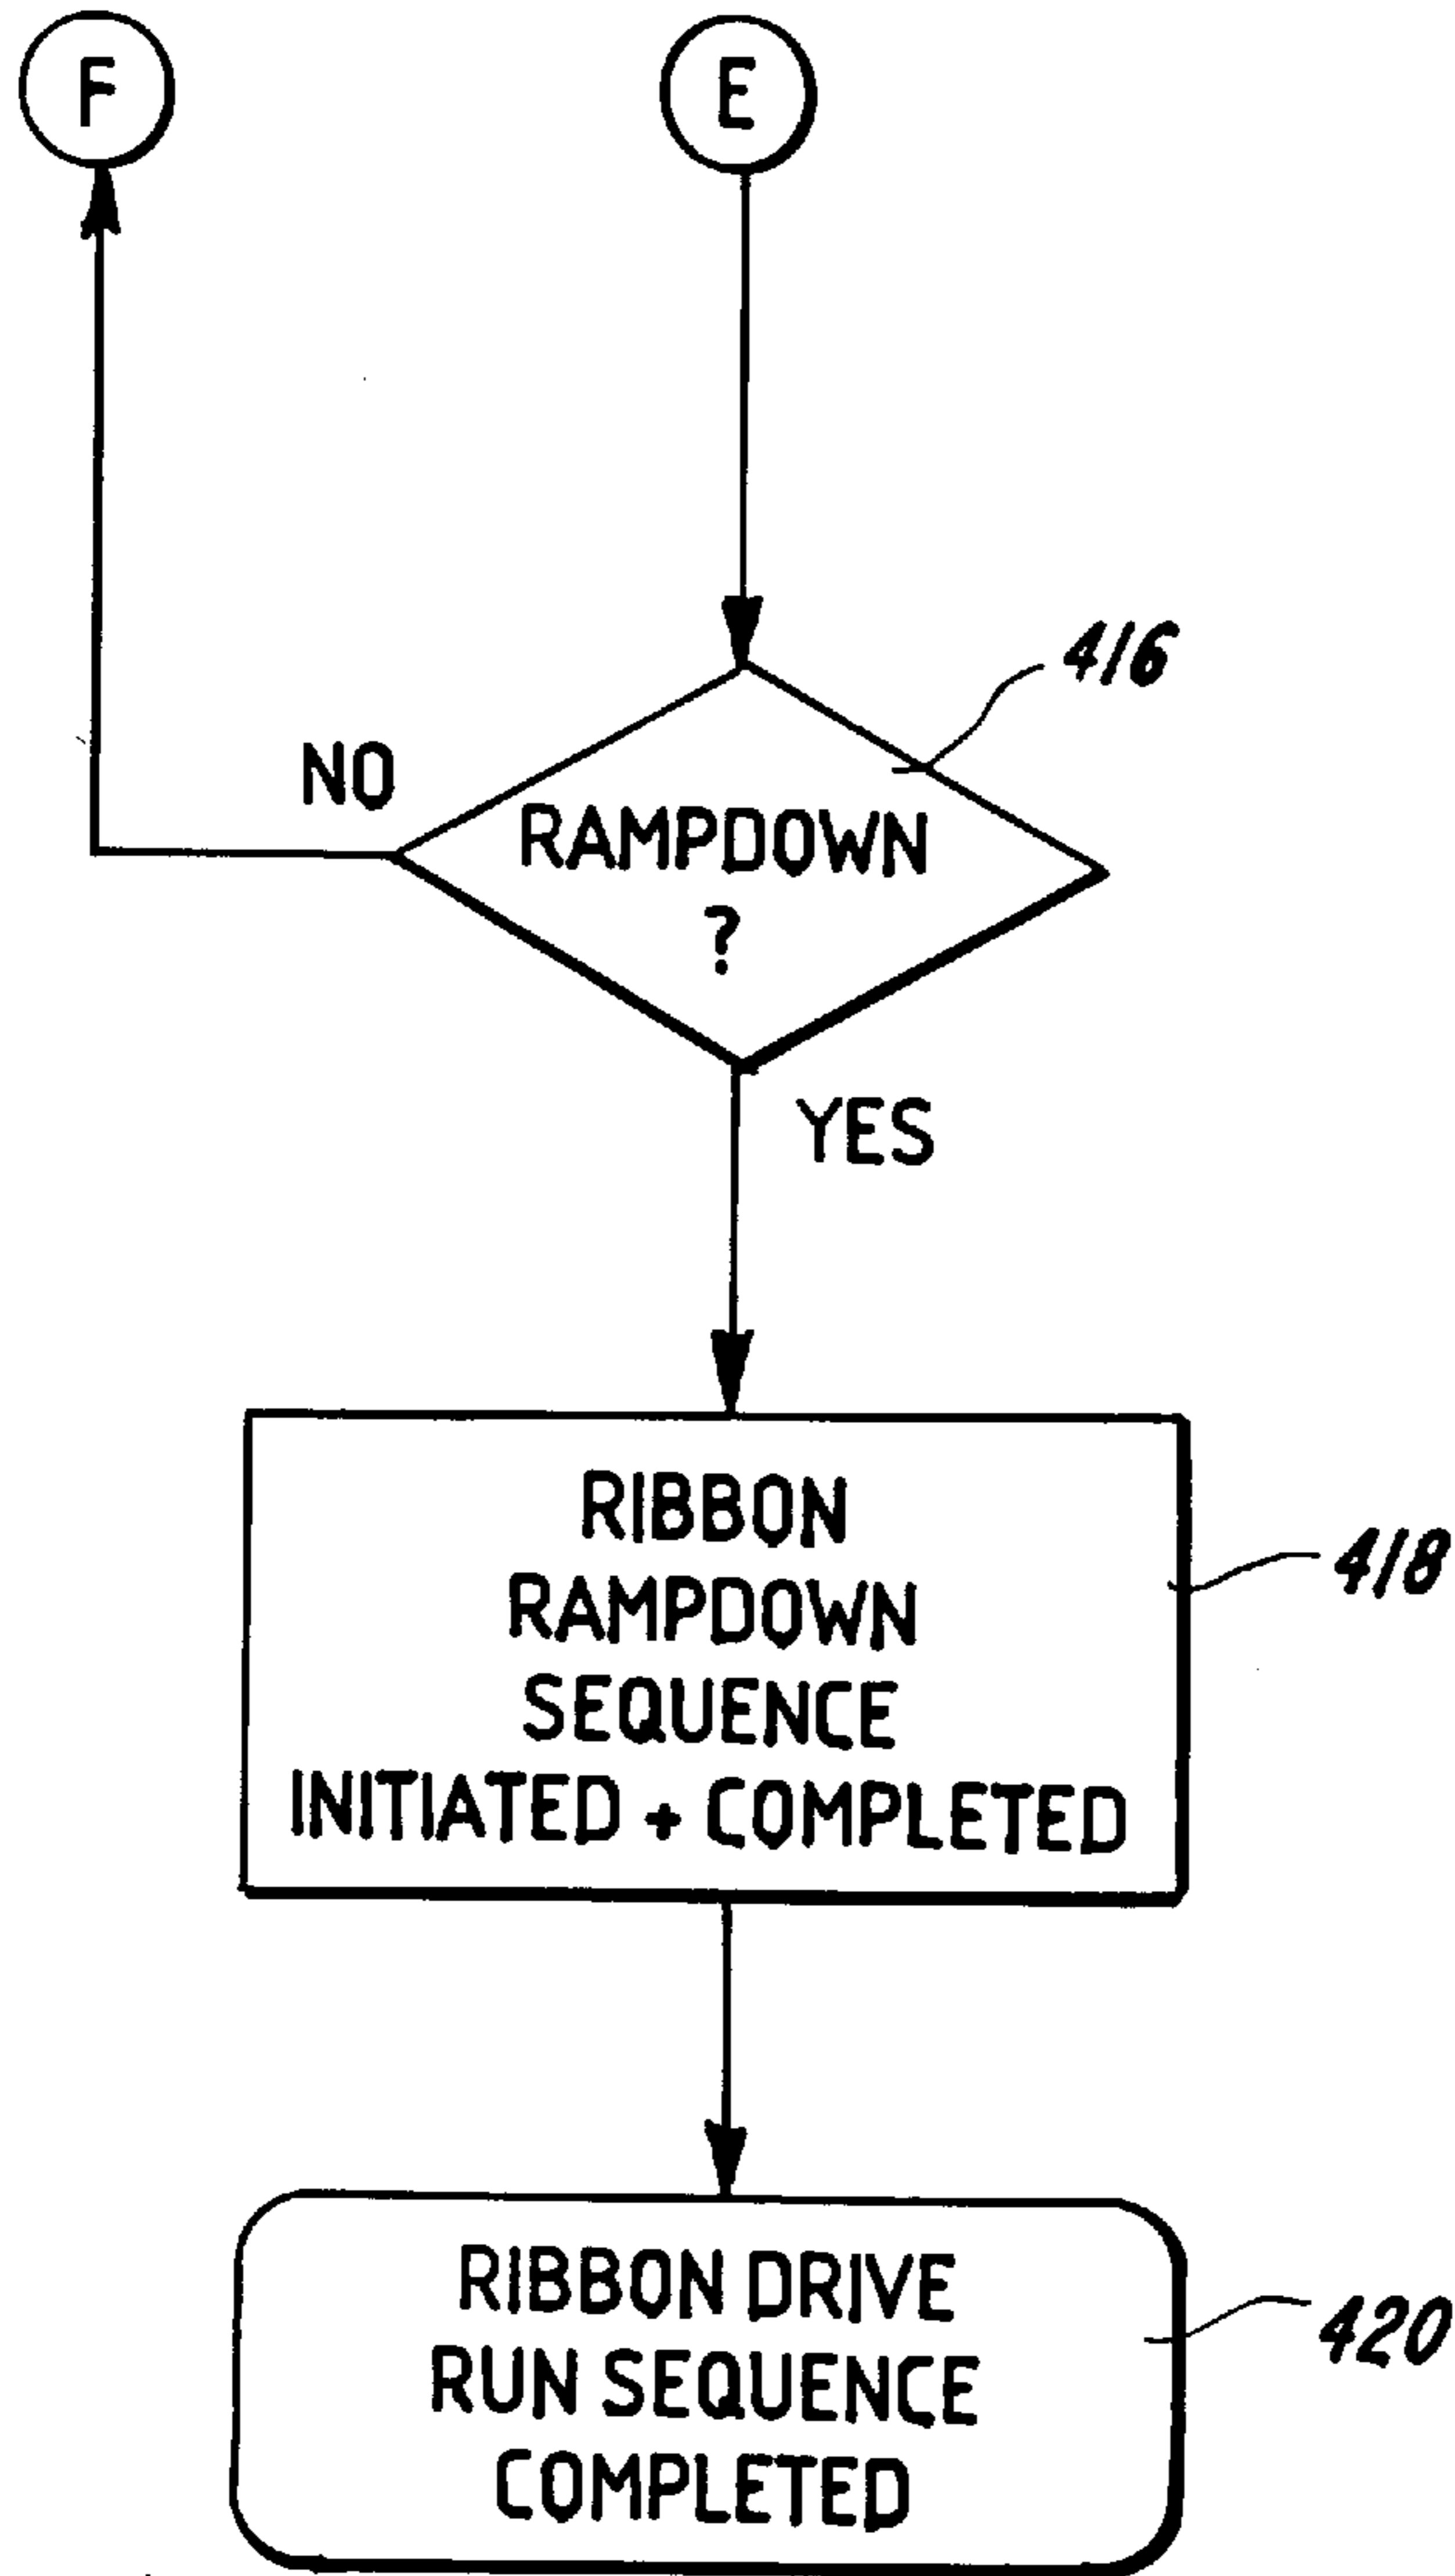 F
E
416
NO
RAMPDOWN
?
YES
RIBBON
RAMPDOWN
SEQUENCE
INITIATED + COMPLETED
418
RIBBON DRIVE
RUN SEQUENCE
COMPLETED
420